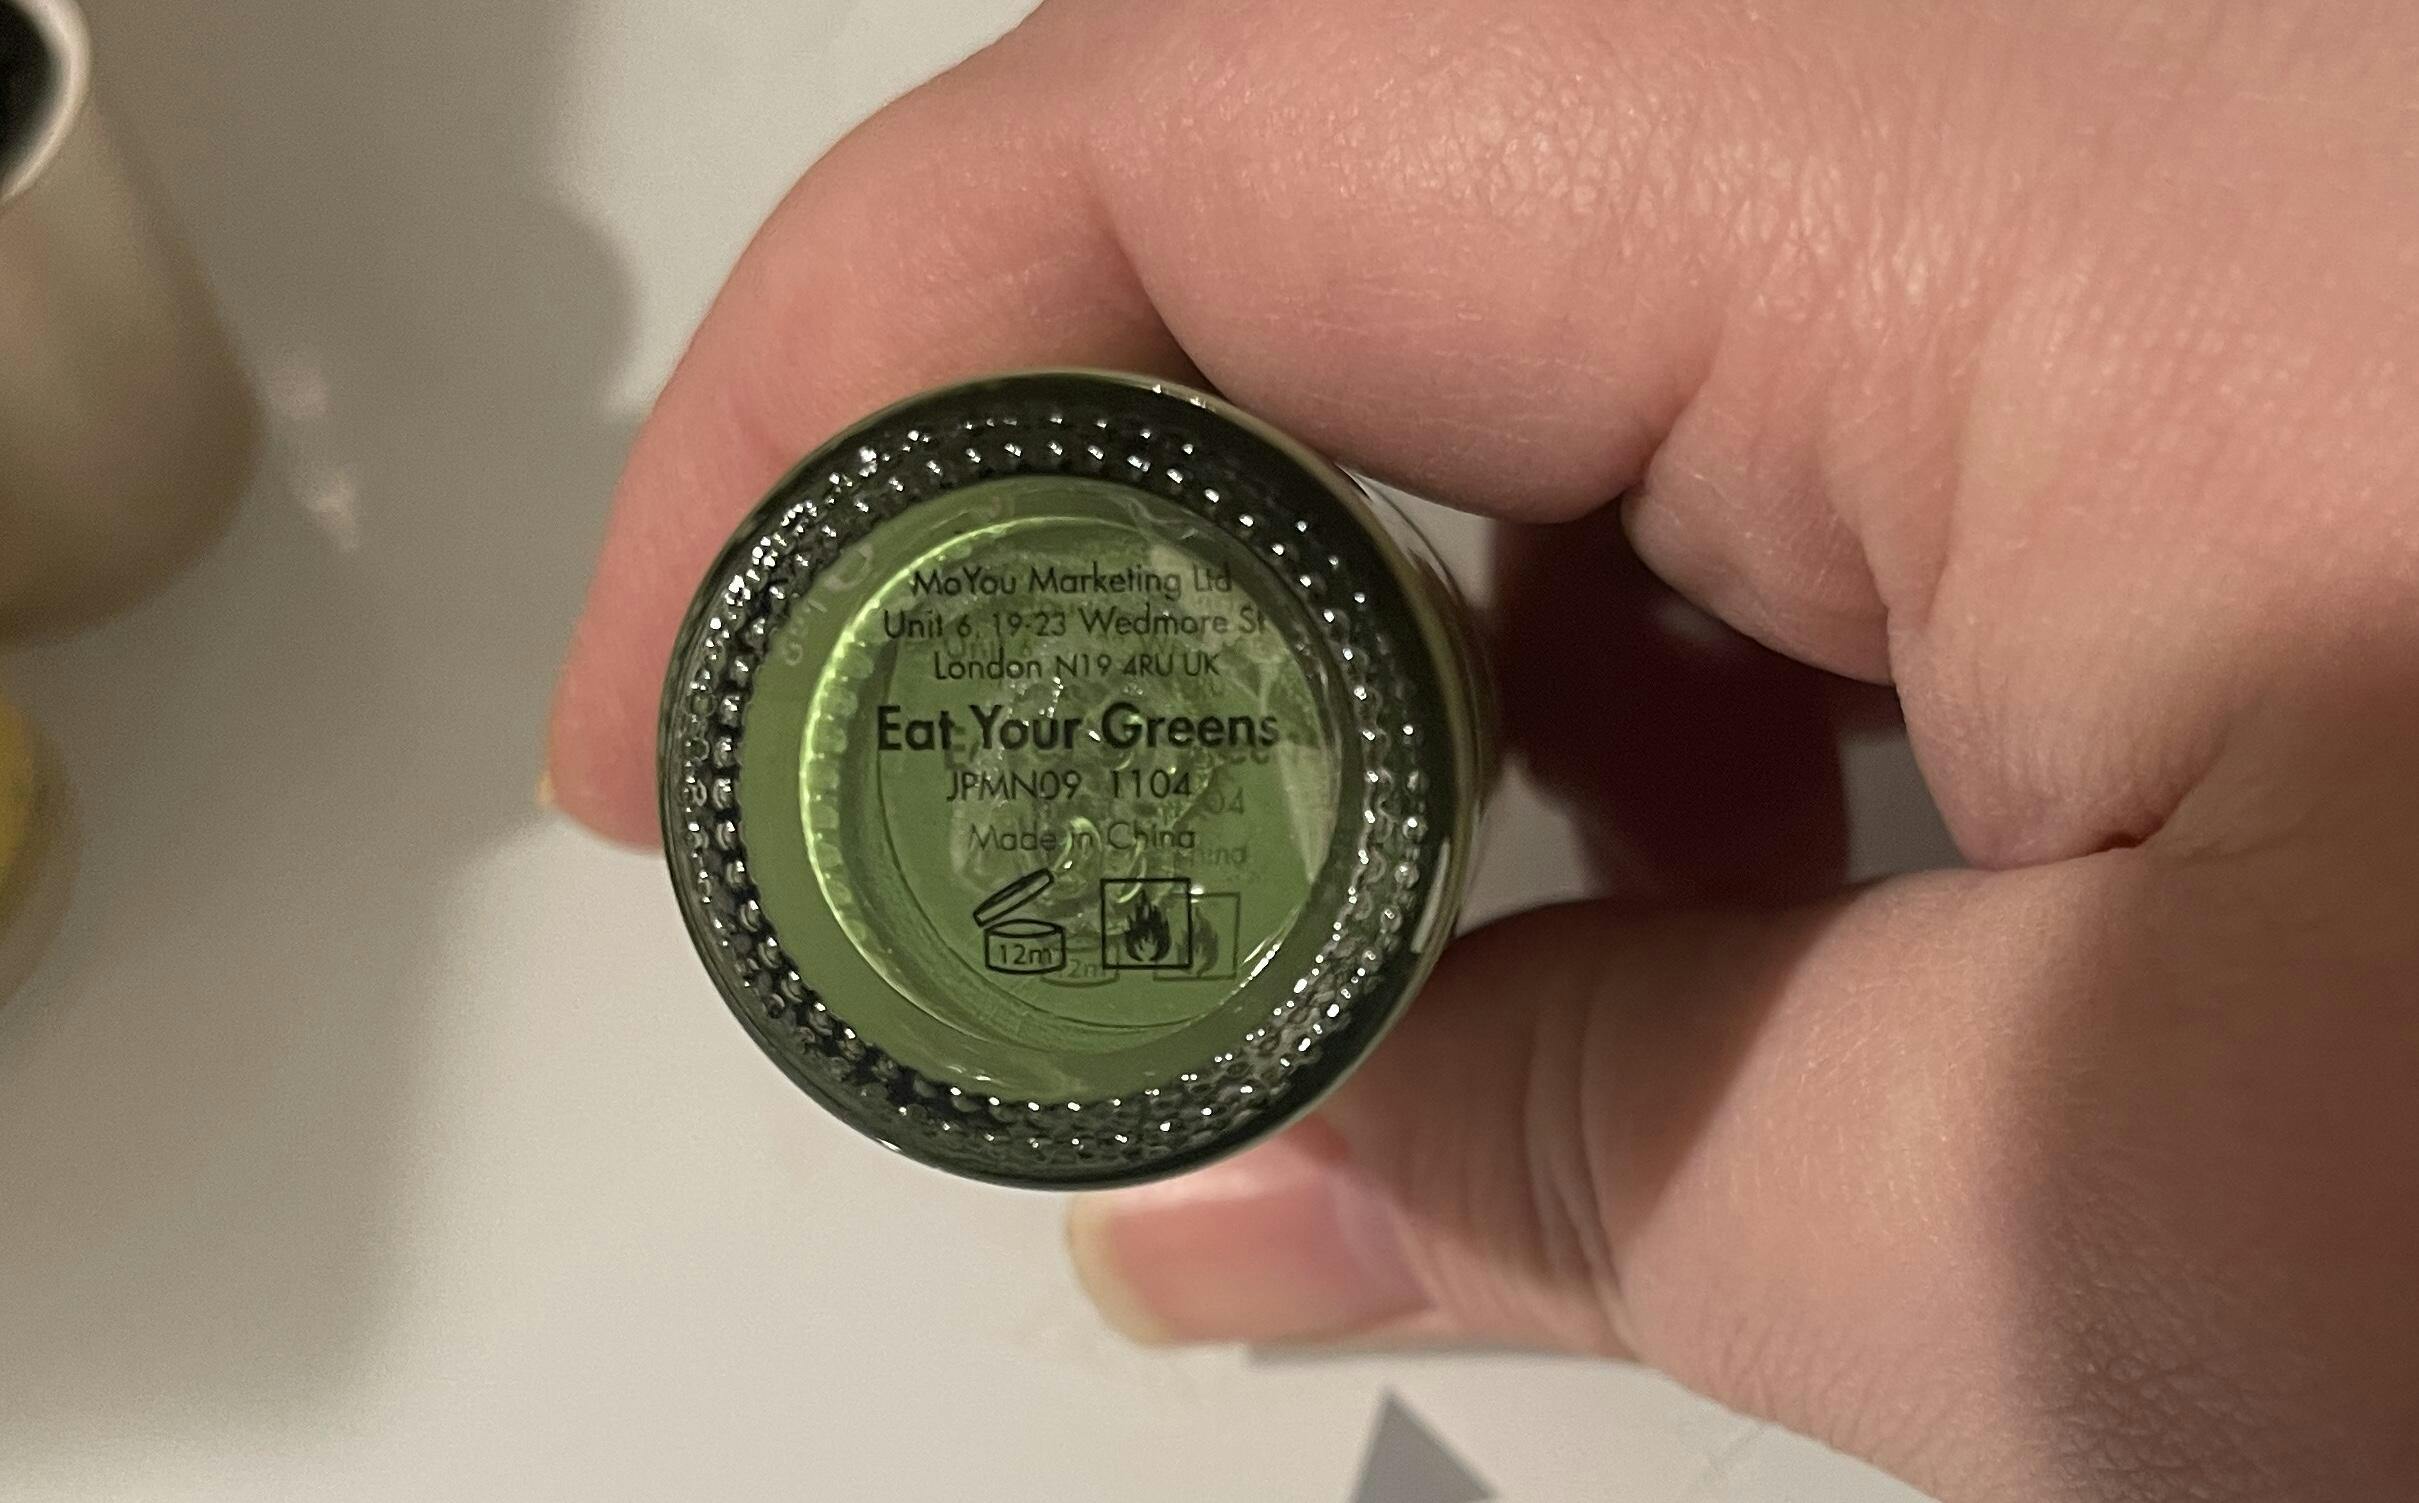 MoYou Marketing Ltd
Unit 6, 19-23 Wedmore St
London N19 4RU UK
Eat Your Greens
JPMN09 1104
Made in China
12m